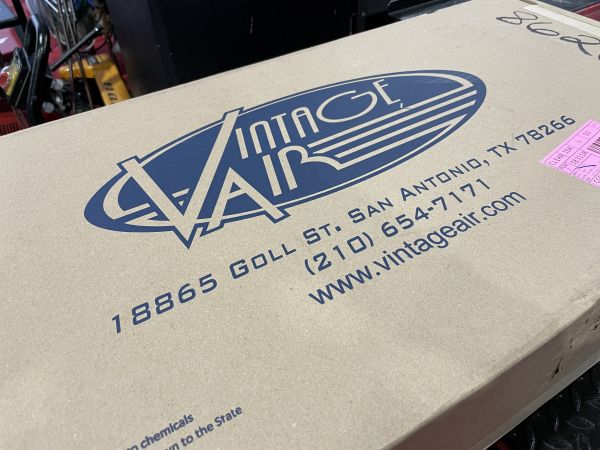 862
VINTAGE
AIR
18865 GOLL ST. SAN ANTONIO, TX 78266
(210) 654-7171
www.vintageair.com
chemicals
to the State